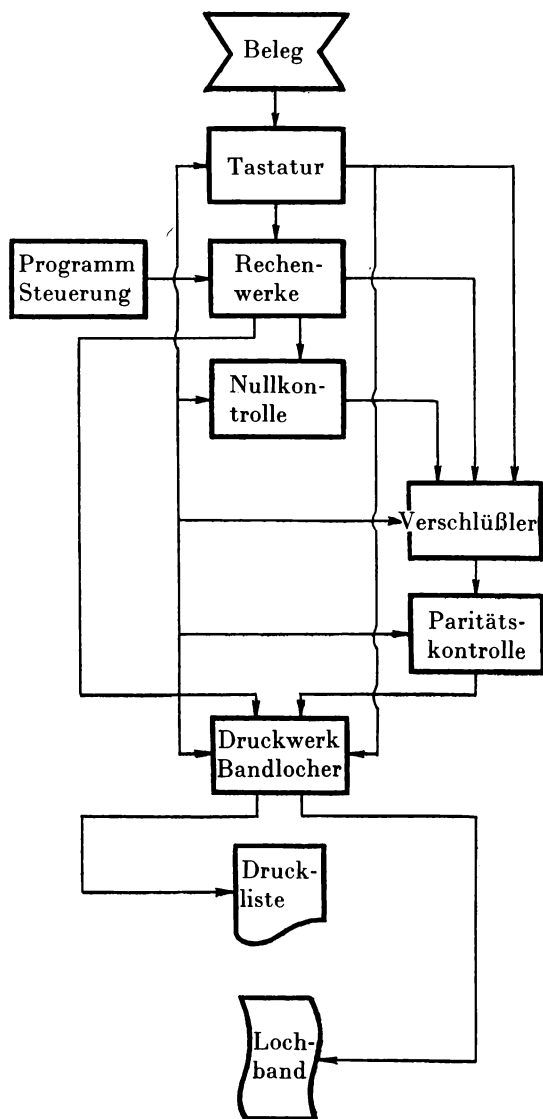 Beleg
Tastatur
Programm
Steuerung
Rechen-
werke
Nullkon-
trolle
Verschlüßler
Paritäts-
kontrolle
Druckwerk
Bandlocher
Druck-
liste
Loch-
band